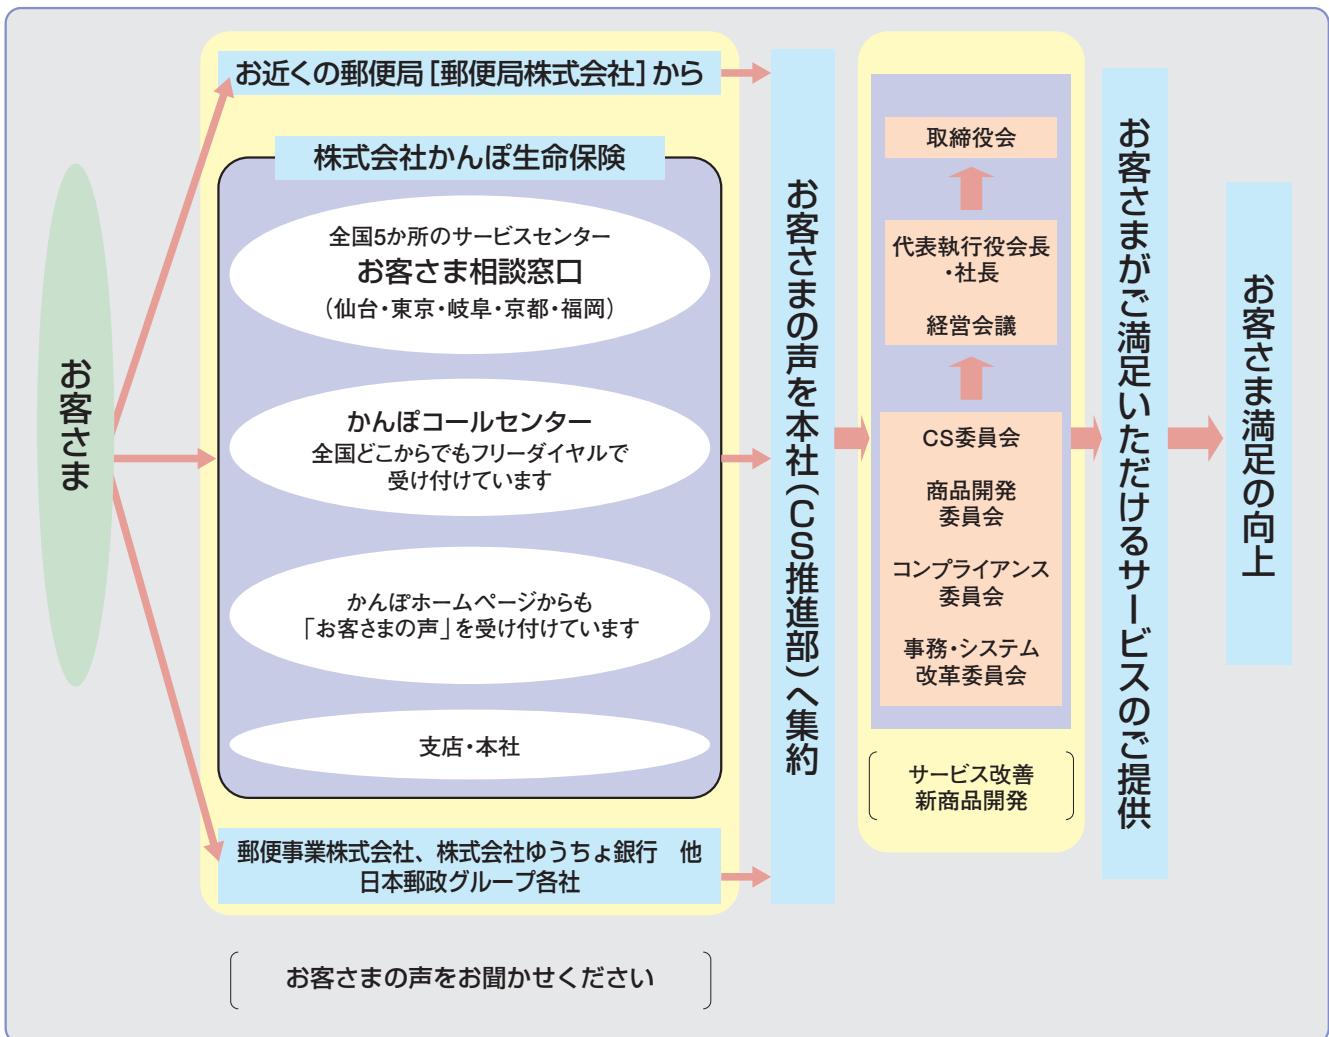 お客さま
お近くの郵便局［郵便局株式会社］から
株式会社かんぽ生命保険
全国5か所のサービスセンター
お客さま相談窓口
（仙台・東京・岐阜・京都・福岡）
かんぽコールセンター
全国どこからでもフリーダイヤルで
受け付けています
かんぽホームページからも
「お客さまの声」を受け付けています
支店・本社
郵便事業株式会社、株式会社ゆうちょ銀行　他
日本郵政グループ各社
お客さまの声をお聞かせください
お客さまの声を本社（CS推進部）へ集約
取締役会
代表執行役会長
・社長
経営会議
CS委員会
商品開発
委員会
コンプライアンス
委員会
事務・システム
改革委員会
サービス改善
新商品開発
お客さまがご満足いただけるサービスのご提供
お客さま満足の向上